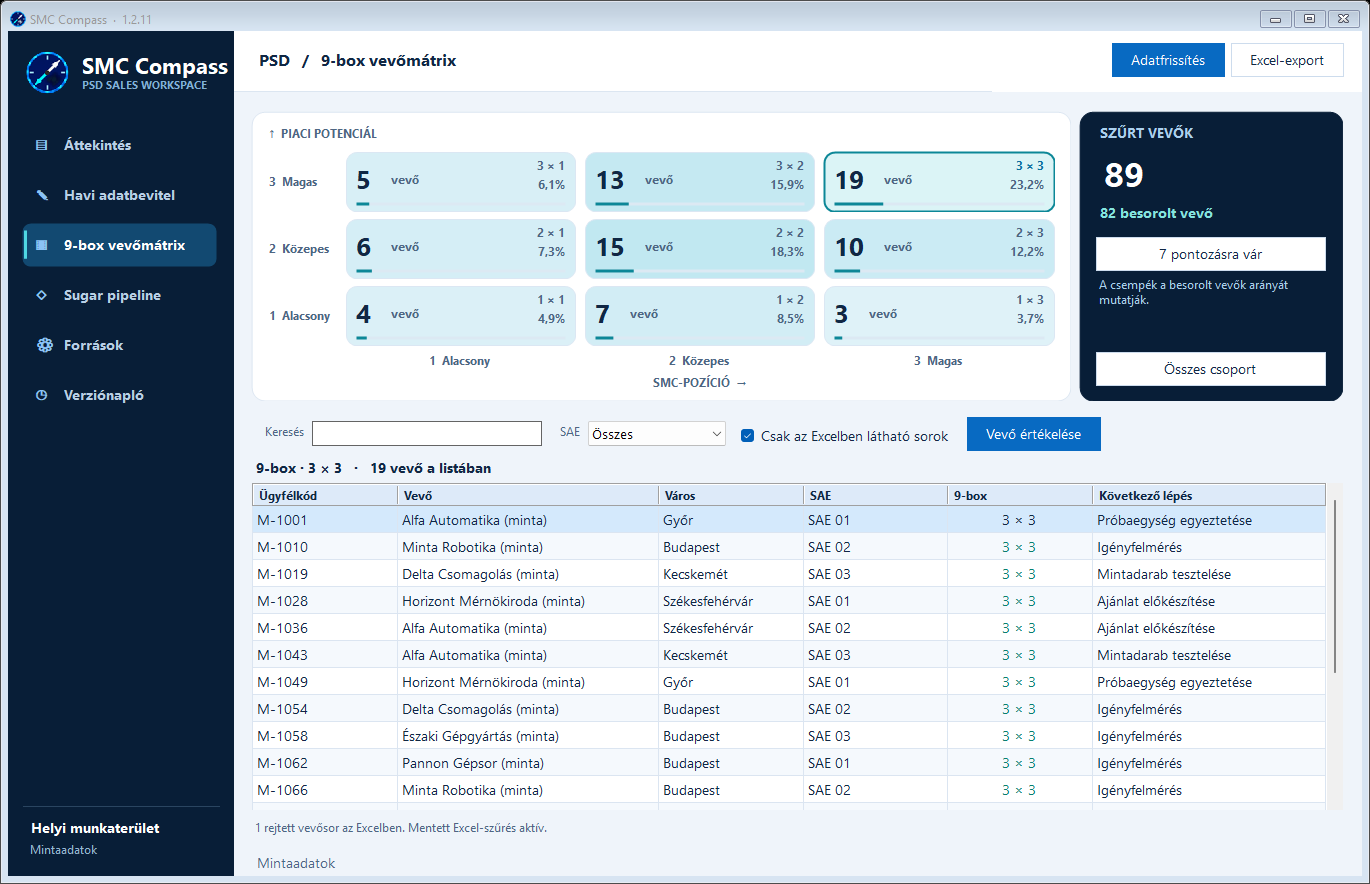 SMC Compass · 1.2.11
SMC Compass
PSD SALES WORKSPACE
Áttekintés
Havi adatbevitel
9-box vevőmátrix
Sugar pipeline
Források
Verziónapló
Helyi munkaterület
Mintaadatok
PSD / 9-box vevőmátrix
Adatfrissítés
Excel-export
↑ PIACI POTENCIÁL
3 Magas
5 vevő 3 × 1 6,1%
13 vevő 3 × 2 15,9%
19 vevő 3 × 3 23,2%
2 Közepes
6 vevő 2 × 1 7,3%
15 vevő 2 × 2 18,3%
10 vevő 2 × 3 12,2%
1 Alacsony
4 vevő 1 × 1 4,9%
7 vevő 1 × 2 8,5%
3 vevő 1 × 3 3,7%
1 Alacsony 2 Közepes 3 Magas
SMC-POZÍCIÓ →
SZŰRT VEVŐK
89
82 besorolt vevő
7 pontozásra vár
A csempék a besorolt vevők arányát
mutatják.
Összes csoport
Keresés SAE Összes Csak az Excelben látható sorok Vevő értékelése
9-box · 3 × 3 · 19 vevő a listában
Ügyfélkód Vevő Város SAE 9-box Következő lépés
M-1001 Alfa Automatika (minta) Győr SAE 01 3 × 3 Próbaegység egyeztetése
M-1010 Minta Robotika (minta) Budapest SAE 02 3 × 3 Igényfelmérés
M-1019 Delta Csomagolás (minta) Kecskemét SAE 03 3 × 3 Mintadarab tesztelése
M-1028 Horizont Mérnökiroda (minta) Székesfehérvár SAE 01 3 × 3 Ajánlat előkészítése
M-1036 Alfa Automatika (minta) Székesfehérvár SAE 02 3 × 3 Ajánlat előkészítése
M-1043 Alfa Automatika (minta) Kecskemét SAE 03 3 × 3 Mintadarab tesztelése
M-1049 Horizont Mérnökiroda (minta) Győr SAE 01 3 × 3 Próbaegység egyeztetése
M-1054 Delta Csomagolás (minta) Budapest SAE 02 3 × 3 Igényfelmérés
M-1058 Északi Gépgyártás (minta) Budapest SAE 03 3 × 3 Igényfelmérés
M-1062 Pannon Gépsor (minta) Budapest SAE 01 3 × 3 Igényfelmérés
M-1066 Minta Robotika (minta) Budapest SAE 02 3 × 3 Igényfelmérés
1 rejtett vevősor az Excelben. Mentett Excel-szűrés aktív.
Mintaadatok